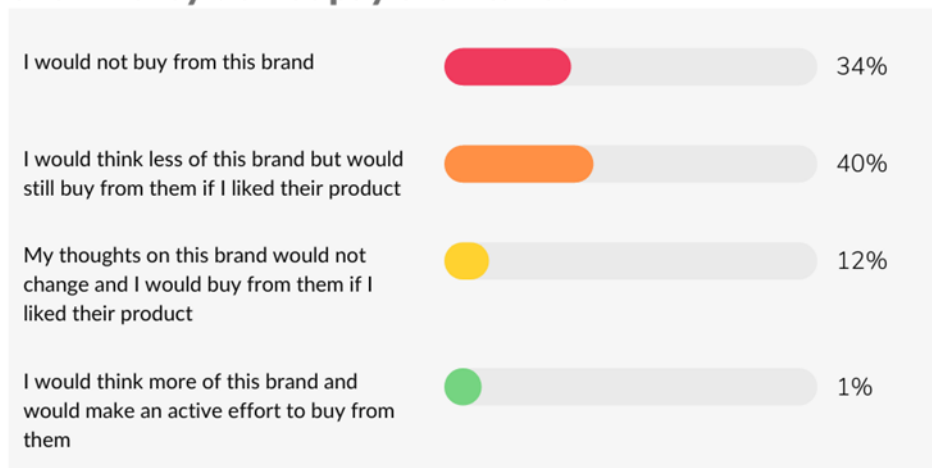 I would not buy from this brand
34%
I would think less of this brand but would
still buy from them if I liked their product
40%
My thoughts on this brand would not
change and I would buy from them if I
liked their product
12%
I would think more of this brand and
would make an active effort to buy from
them
1%